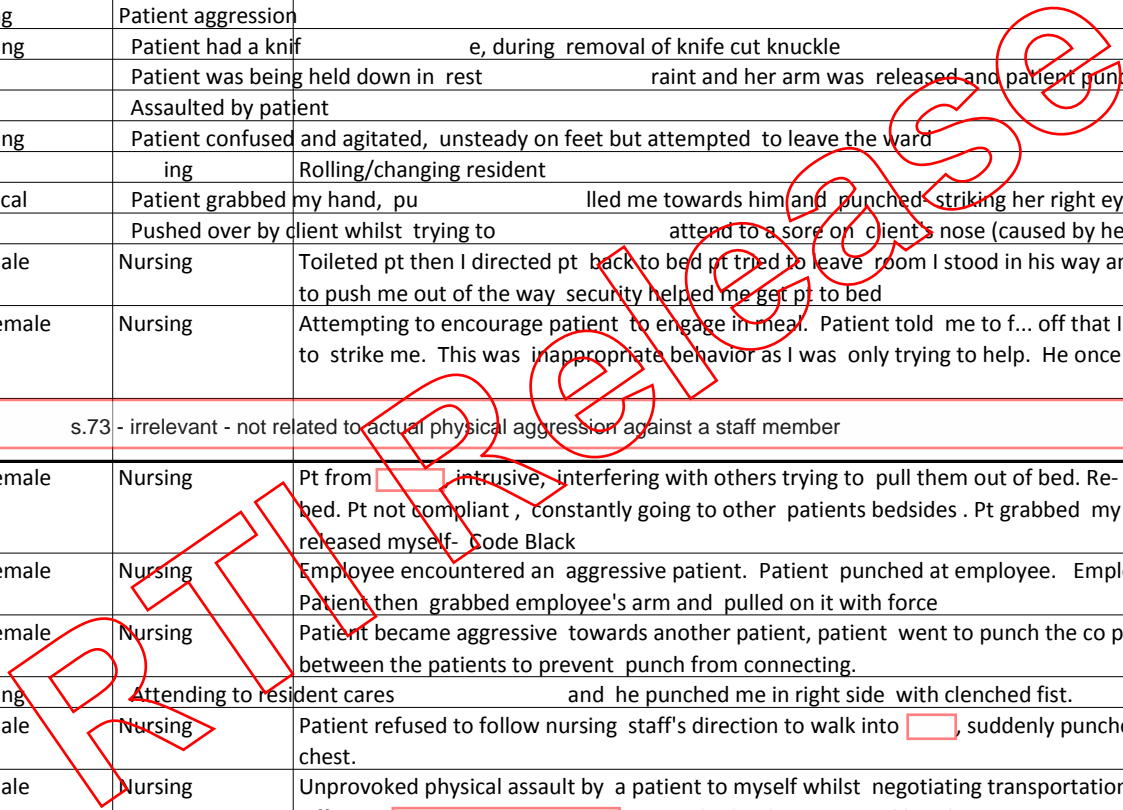 g Patient aggression
ng Patient had a knif e, during removal of knife cut knuckle
Patient was being held down in rest raint and her arm was released and patient pun
Assaulted by patient
ng Patient confused and agitated, unsteady on feet but attempted to leave the ward
ing Rolling/changing resident
cal Patient grabbed my hand, pu lled me towards him and punched- striking her right ey
Pushed over by client whilst trying to attend to a sore on client's nose (caused by he
ale Nursing Toileted pt then I directed pt back to bed pt tried to leave room I stood in his way an
to push me out of the way security helped me get pt to bed
emale Nursing Attempting to encourage patient to engage in meal. Patient told me to f... off that I
to strike me. This was inappropriate behavior as I was only trying to help. He once
s.73 - irrelevant - not related to actual physical aggression against a staff member
emale Nursing Pt from , intrusive, interfering with others trying to pull them out of bed. Re-
bed. Pt not compliant , constantly going to other patients bedsides . Pt grabbed my
released myself- Code Black
emale Nursing Employee encountered an aggressive patient. Patient punched at employee. Empl
Patient then grabbed employee's arm and pulled on it with force
emale Nursing Patient became aggressive towards another patient, patient went to punch the co p
between the patients to prevent punch from connecting.
ng Attending to resident cares and he punched me in right side with clenched fist.
ale Nursing Patient refused to follow nursing staff's direction to walk into , suddenly punche
chest.
ale Nursing Unprovoked physical assault by a patient to myself whilst negotiating transportation
RTI Release